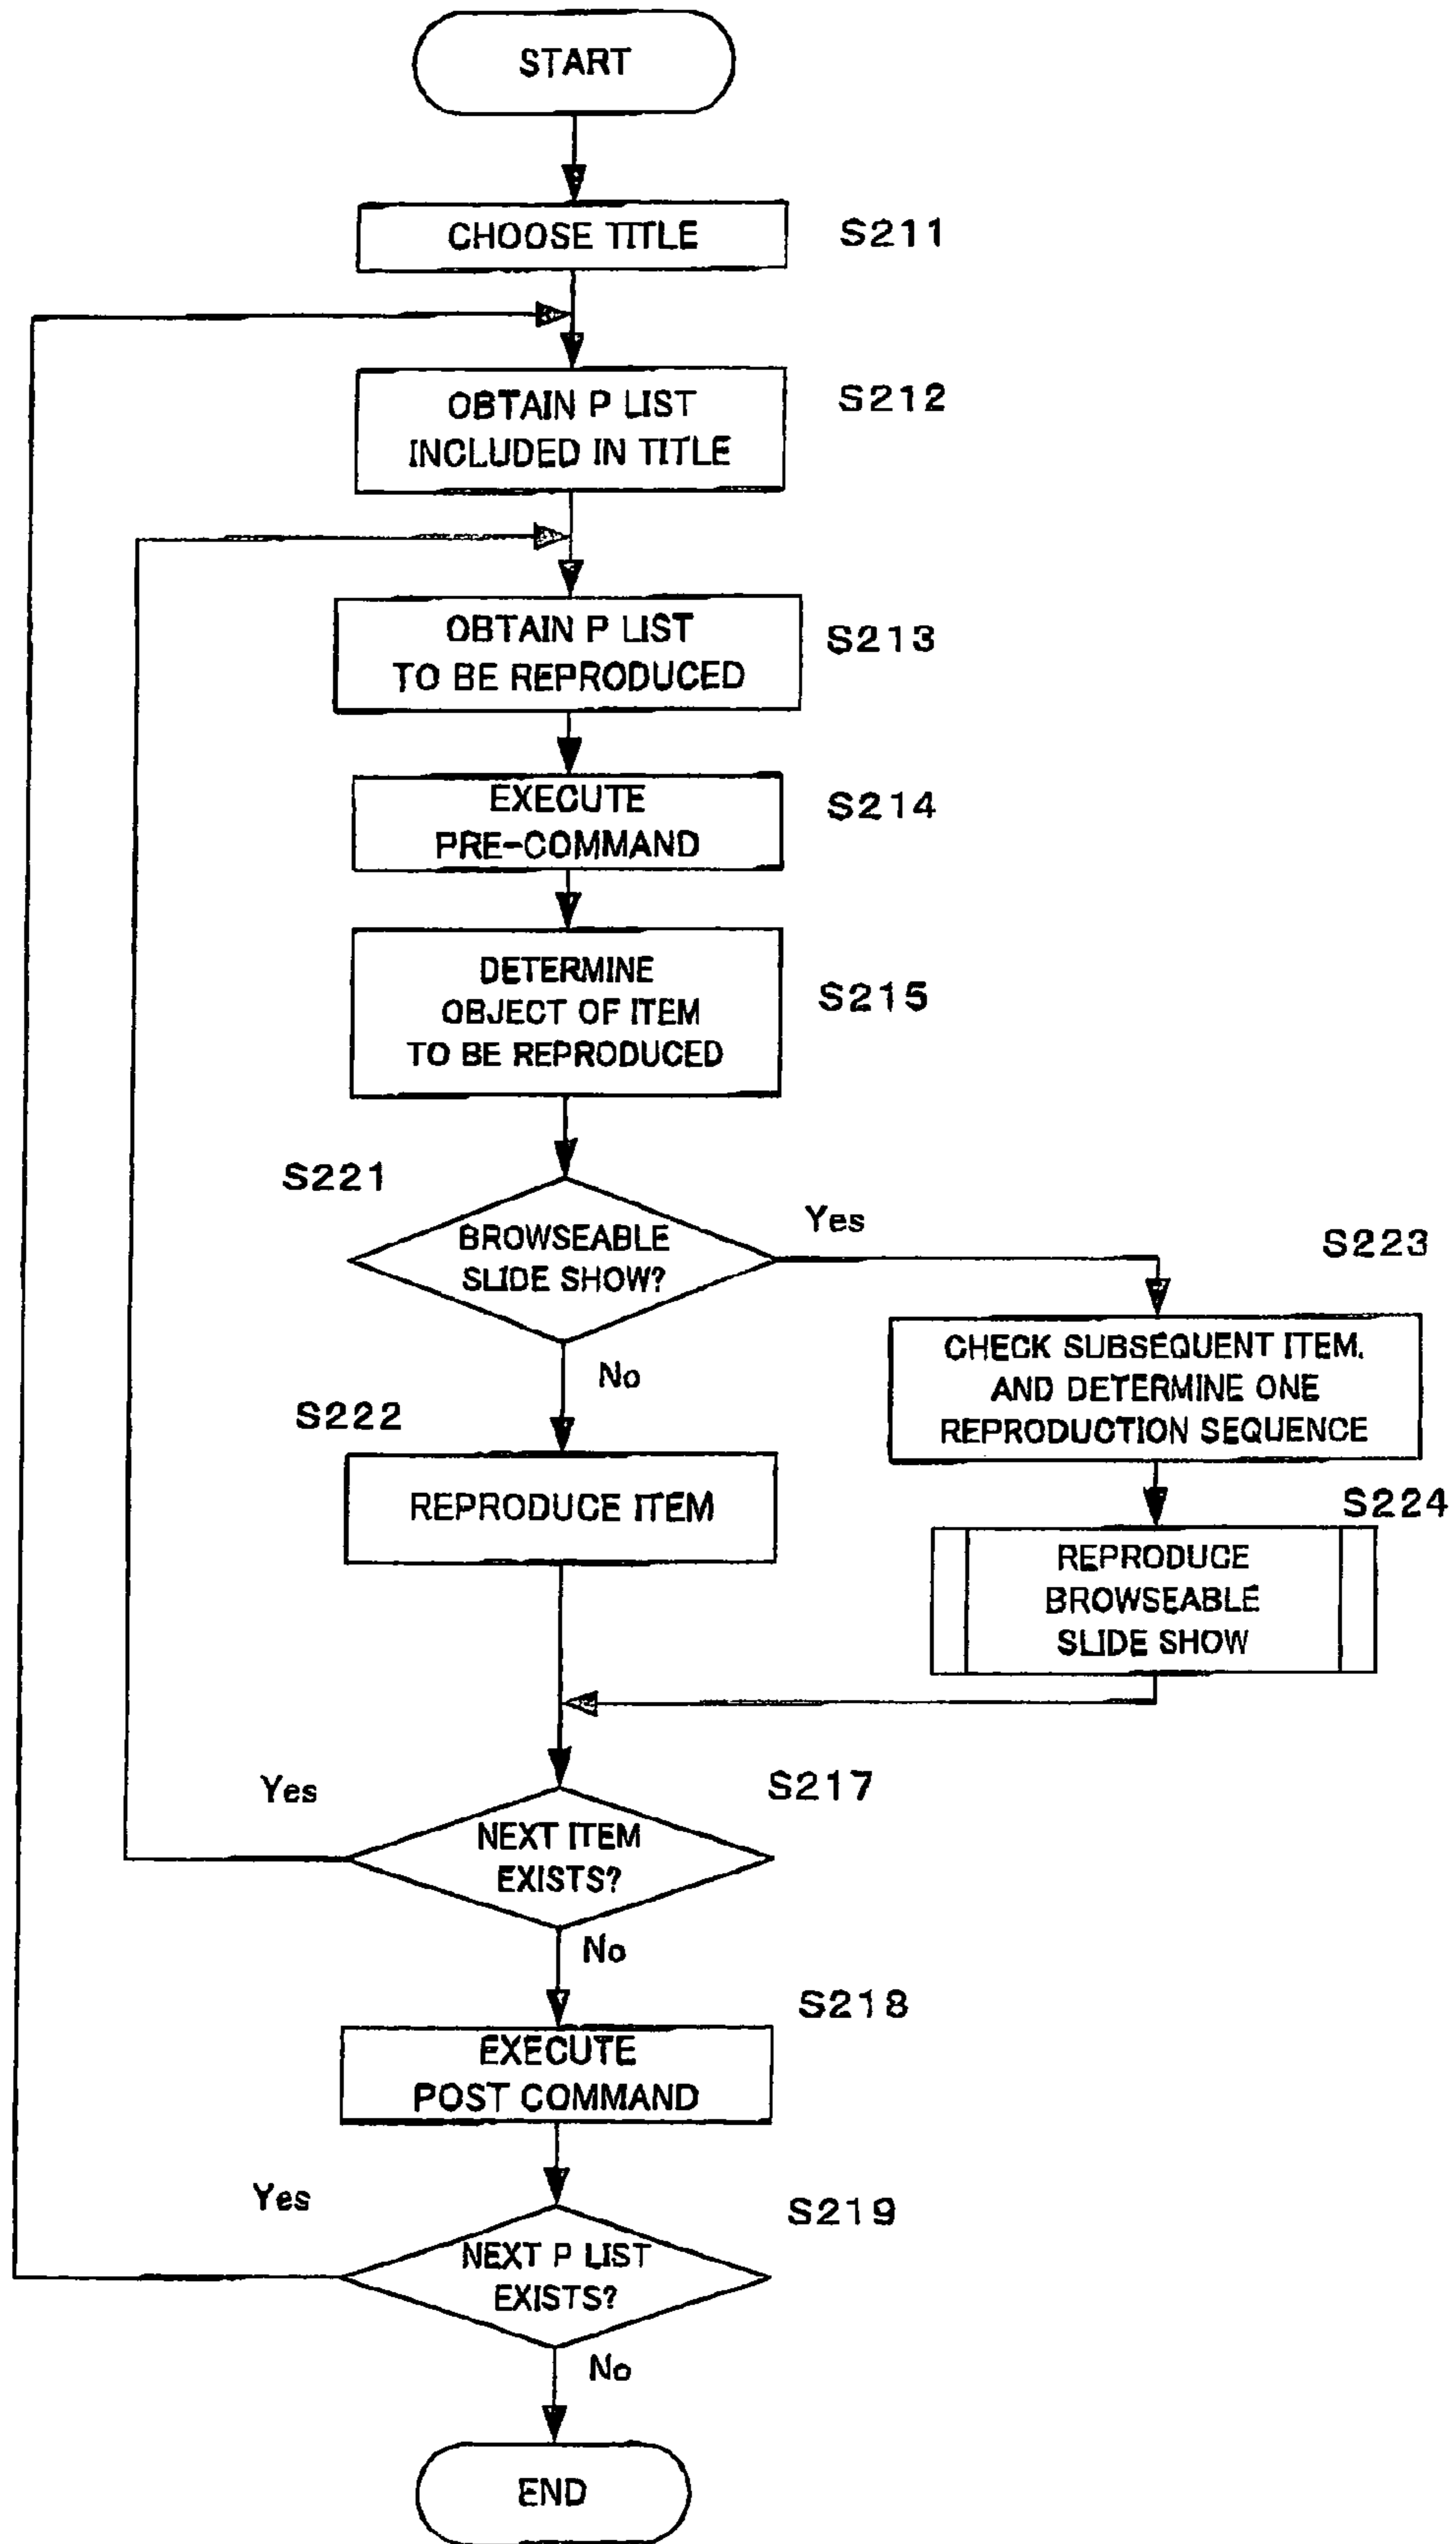 START
CHOOSE TITLE
S211
OBTAIN P LIST
INCLUDED IN TITLE
S212
OBTAIN P LIST
TO BE REPRODUCED
S213
EXECUTE
PRE-COMMAND
S214
DETERMINE
OBJECT OF ITEM
TO BE REPRODUCED
S215
S221
BROWSEABLE
SLIDE SHOW?
Yes
No
S223
CHECK SUBSEQUENT ITEM,
AND DETERMINE ONE
REPRODUCTION SEQUENCE
S222
REPRODUCE ITEM
S224
REPRODUCE
BROWSEABLE
SLIDE SHOW
Yes
S217
NEXT ITEM
EXISTS?
No
S218
EXECUTE
POST COMMAND
Yes
S219
NEXT P LIST
EXISTS?
No
END